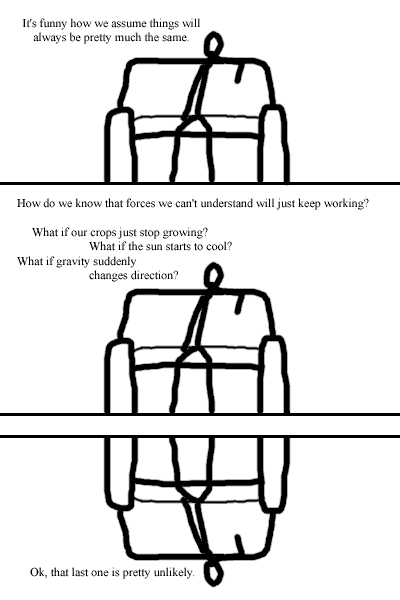 It's funny how we assume things will
always be pretty much the same.
How do we know that forces we can't understand will just keep working?
What if our crops just stop growing?
What if the sun starts to cool?
What if gravity suddenly
changes direction?
Ok, that last one is pretty unlikely.